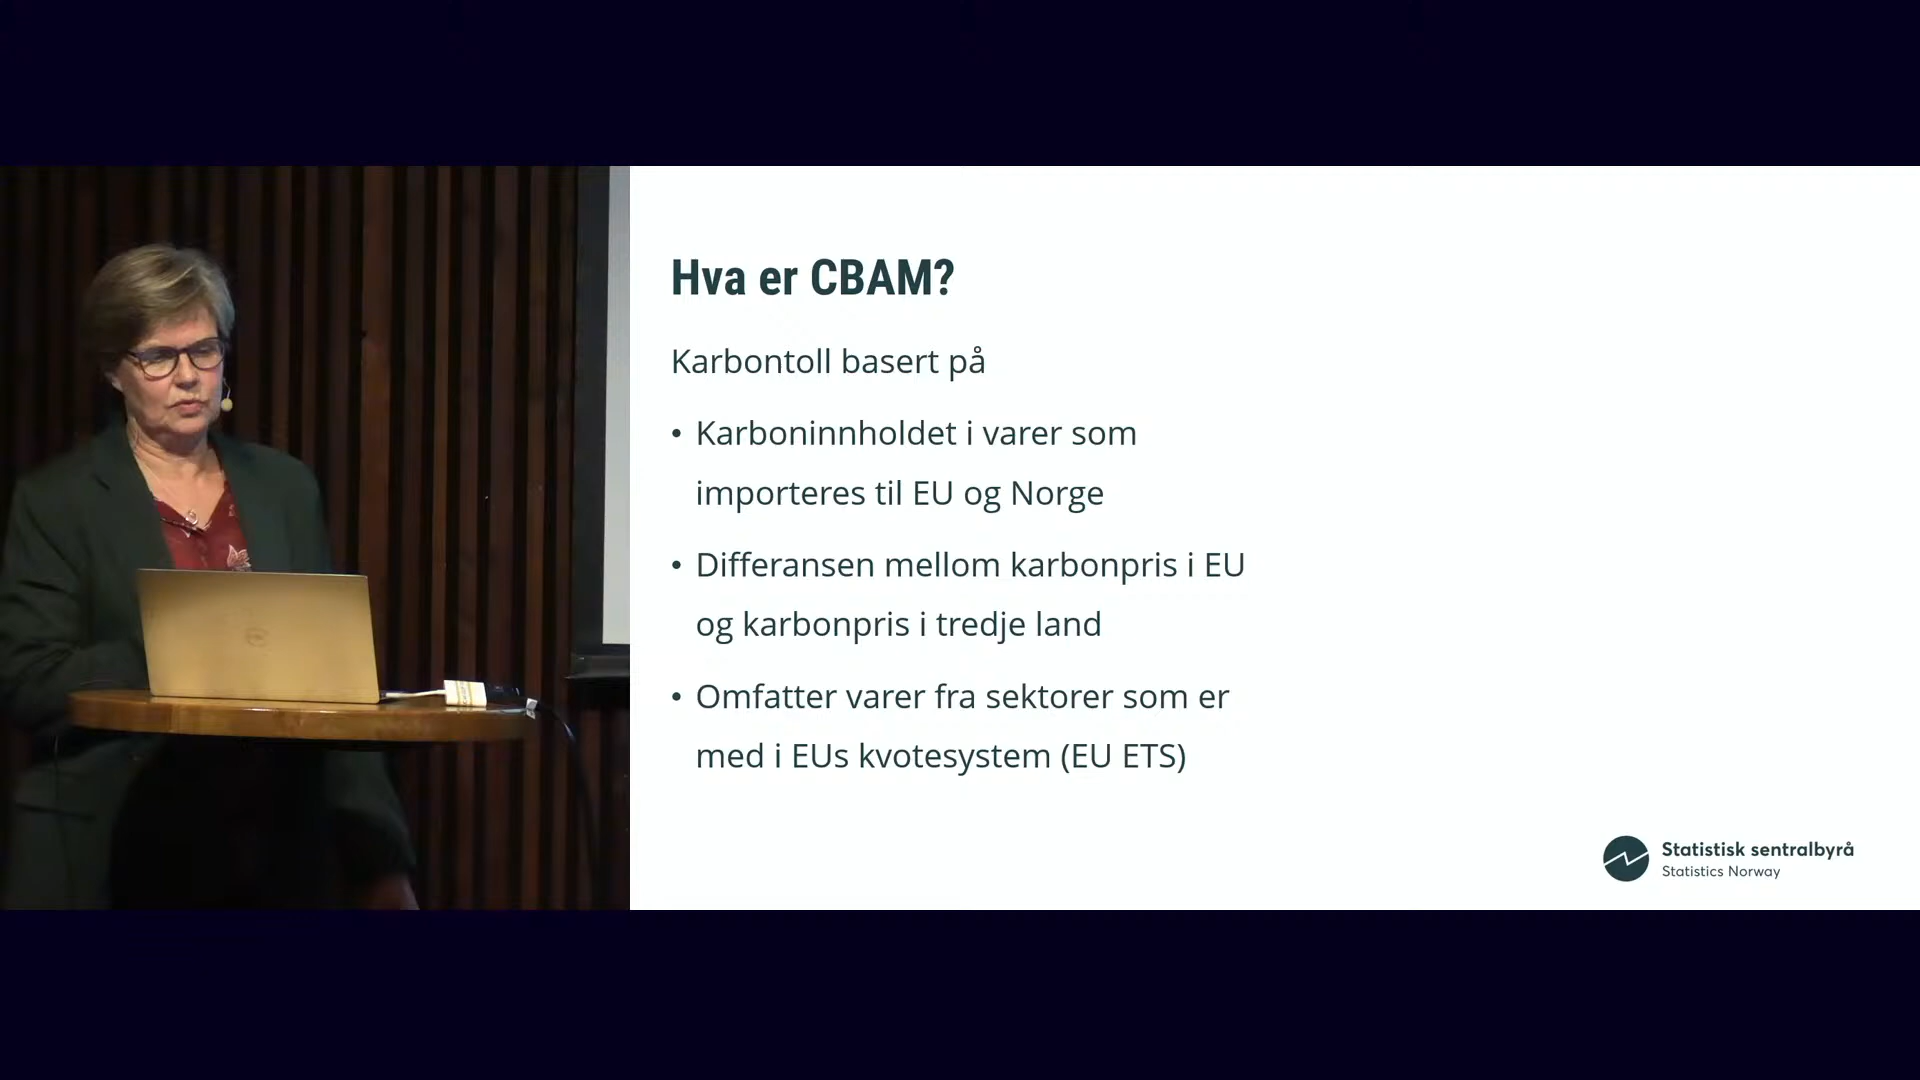 Hva er CBAM?
Karbontoll basert på
• Karboninnholdet i varer som
importeres til EU og Norge
• Differansen mellom karbonpris i EU
og karbonpris i tredje land
• Omfatter varer fra sektorer som er
med i EUs kvotesystem (EU ETS)
Statistisk sentralbyrå
Statistics Norway